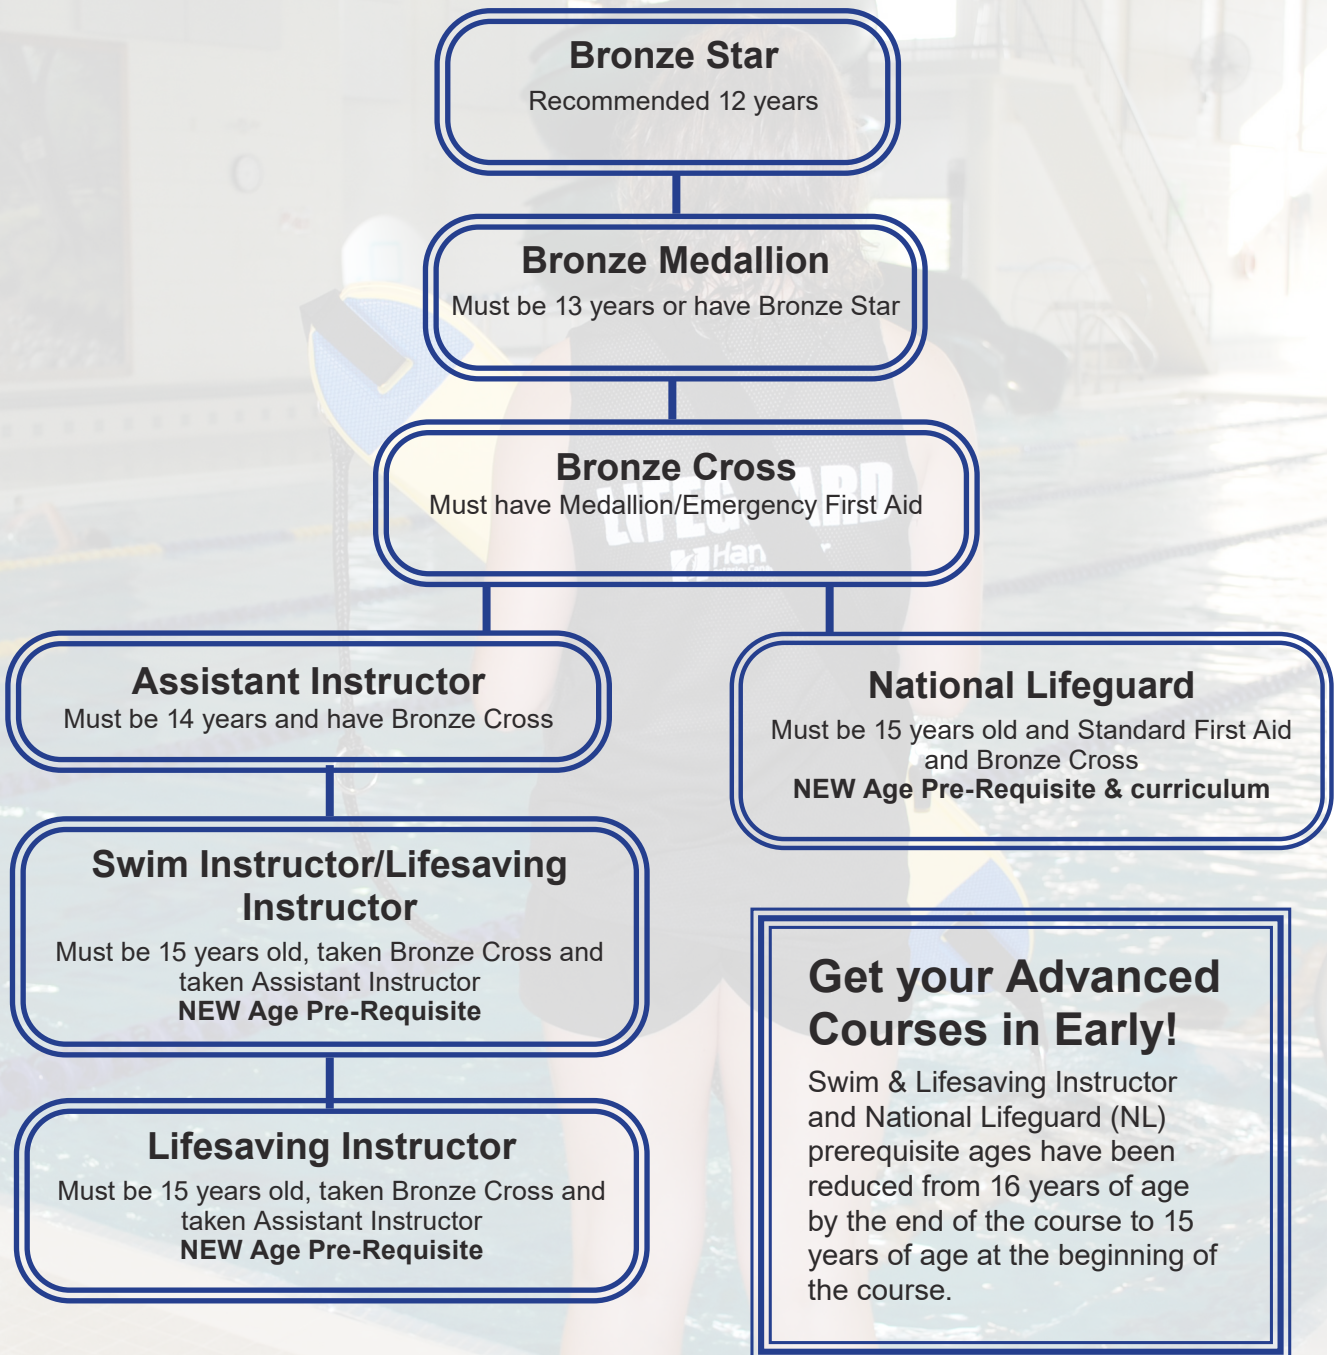 Bronze Star
Recommended 12 years
Bronze Medallion
Must be 13 years or have Bronze Star
Bronze Cross
Must have Medallion/Emergency First Aid
Assistant Instructor
Must be 14 years and have Bronze Cross
National Lifeguard
Must be 15 years old and Standard First Aid
and Bronze Cross
NEW Age Pre-Requisite & curriculum
Swim Instructor/Lifesaving
Instructor
Must be 15 years old, taken Bronze Cross and
taken Assistant Instructor
NEW Age Pre-Requisite
Lifesaving Instructor
Must be 15 years old, taken Bronze Cross and
taken Assistant Instructor
NEW Age Pre-Requisite
Get your Advanced
Courses in Early!
Swim & Lifesaving Instructor
and National Lifeguard (NL)
prerequisite ages have been
reduced from 16 years of age
by the end of the course to 15
years of age at the beginning of
the course.